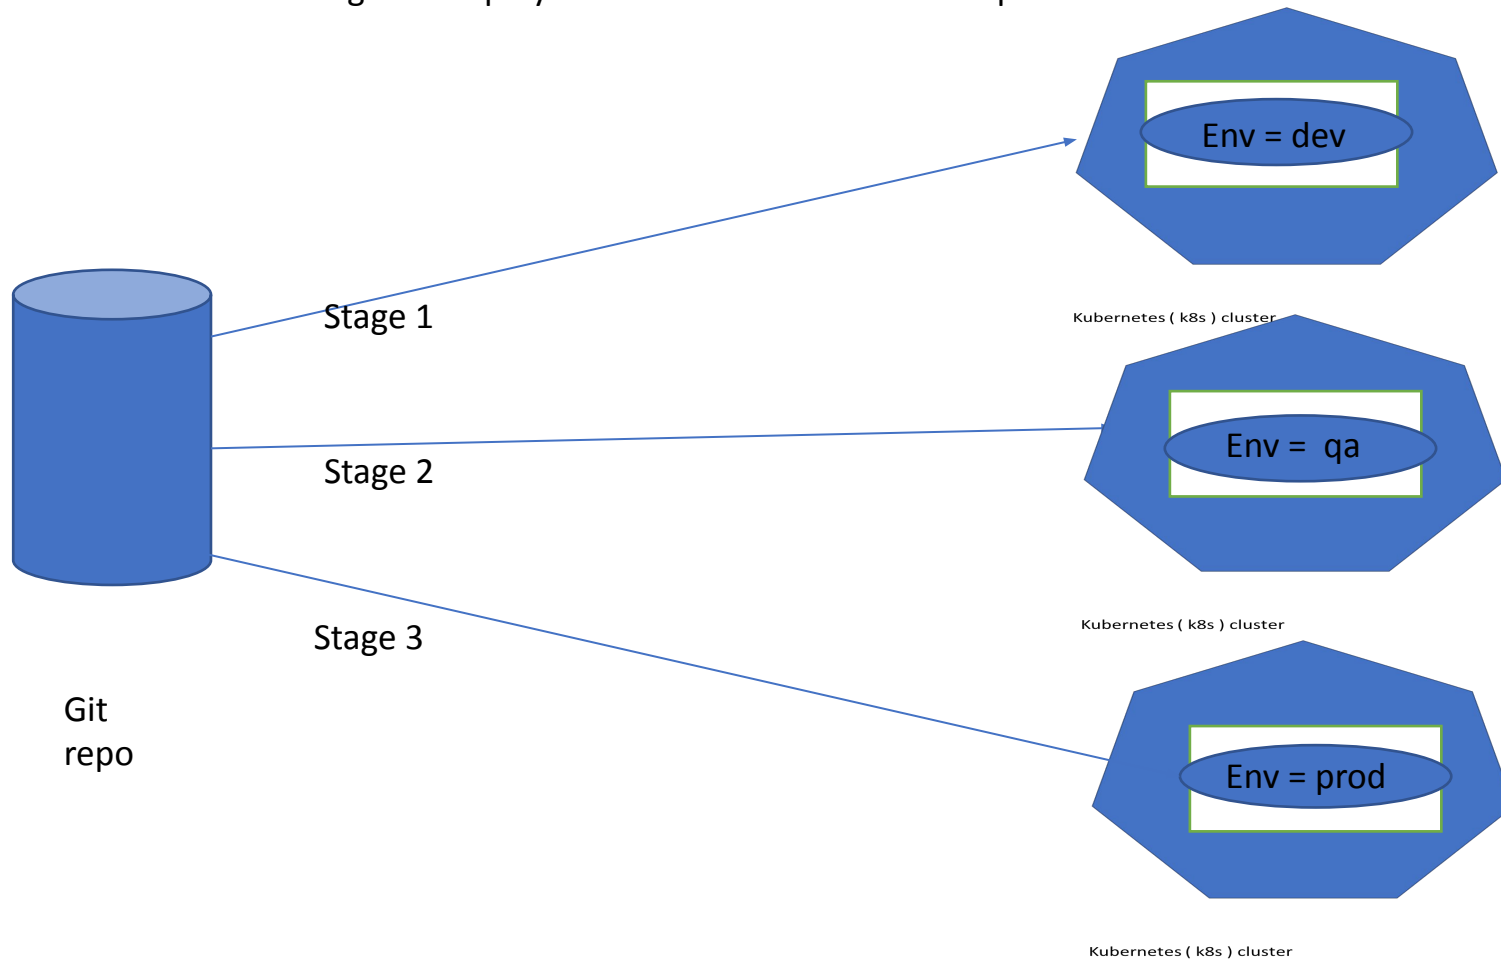 Env = dev
Stage 1
Kubernetes ( k8s ) cluster
Env =  qa
Stage 2
Kubernetes ( k8s ) cluster
Stage 3
Git
repo
Env = prod
Kubernetes ( k8s ) cluster